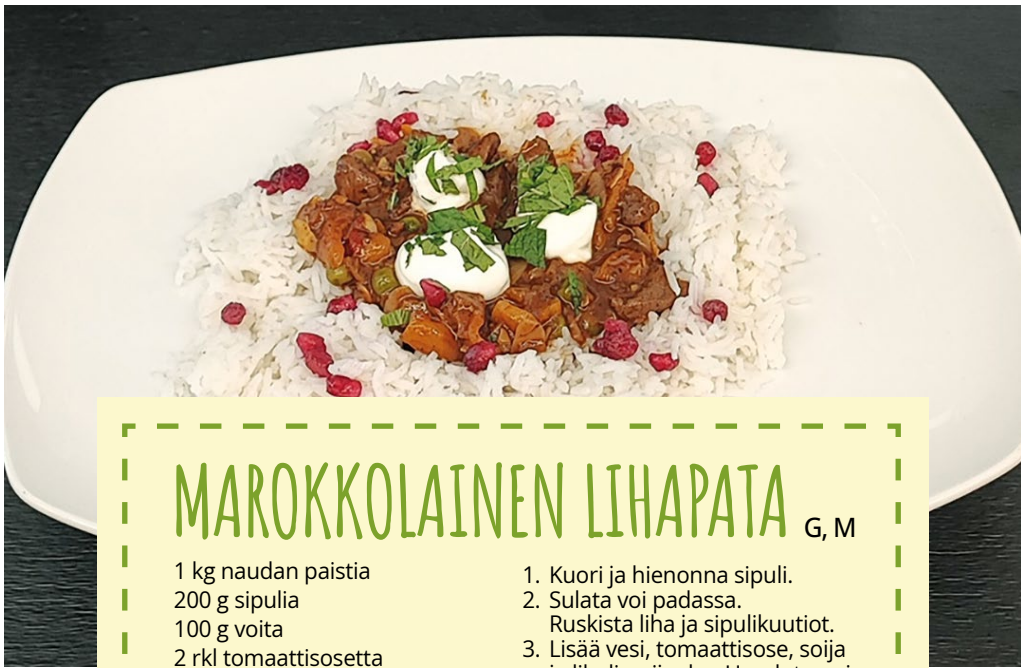 MAROKKOLAINEN LIHAPATA G, M
1 kg naudan paistia
200 g sipulia
100 g voita
2 rkl tomaattisosetta
1. Kuori ja hienonna sipuli.
2. Sulata voi padassa.
Ruskista liha ja sipulikuutiot.
3. Lisää vesi, tomaattisose, soija